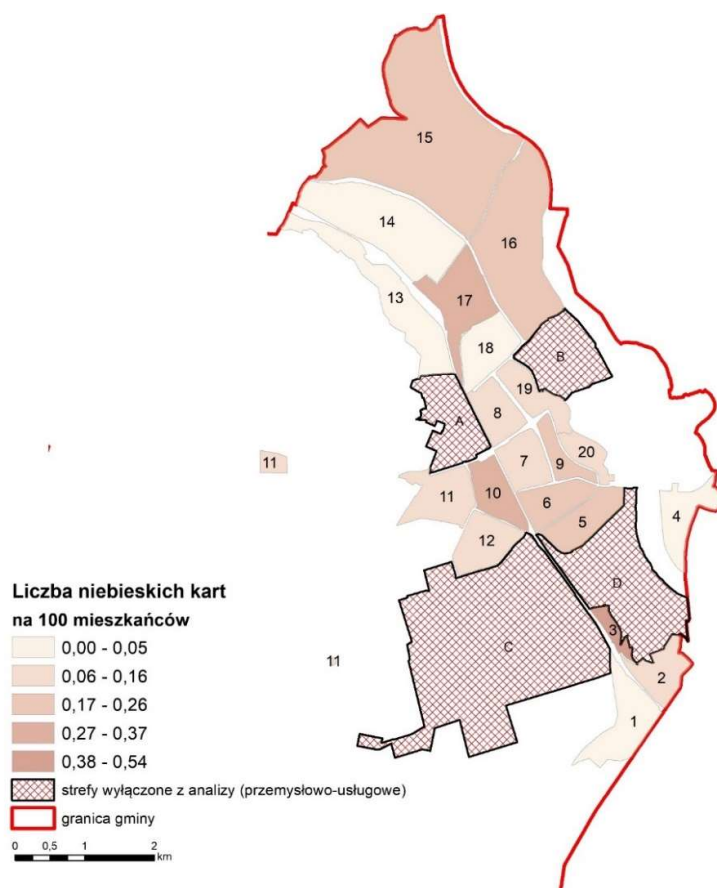 15
14
16
13
17
18
B
19
8
A
20
7
9
11
11
10
6
4
12
5
D
Liczba niebieskich kart
na 100 mieszkańców
0,00 - 0,05
0,06 - 0,16
0,17 - 0,26
0,27 - 0,37
0,38 - 0,54
strefy wyłączone z analizy (przemysłowo-usługowe)
granica gminy
0 0,5 1 2
km
3
C
11
2
1